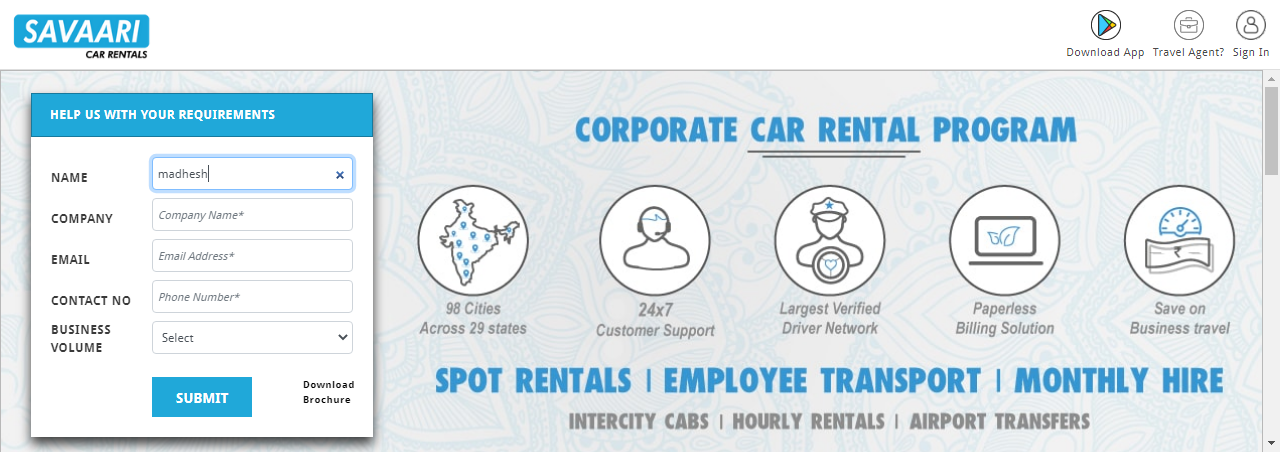 SAVAARI
CAR RENTALS
Download App
Travel Agent?
Sign In
HELP US WITH YOUR REQUIREMENTS
NAME
madhesh
COMPANY
Company Name*
EMAIL
Email Address*
CONTACT NO
Phone Number*
BUSINESS
VOLUME
Select
SUBMIT
Download
Brochure
CORPORATE CAR RENTAL PROGRAM
98 Cities
Across 29 states
24x7
Customer Support
Largest Verified
Driver Network
Paperless
Billing Solution
₹
Save on
Business travel
SPOT RENTALS | EMPLOYEE TRANSPORT | MONTHLY HIRE
INTERCITY CABS | HOURLY RENTALS | AIRPORT TRANSFERS